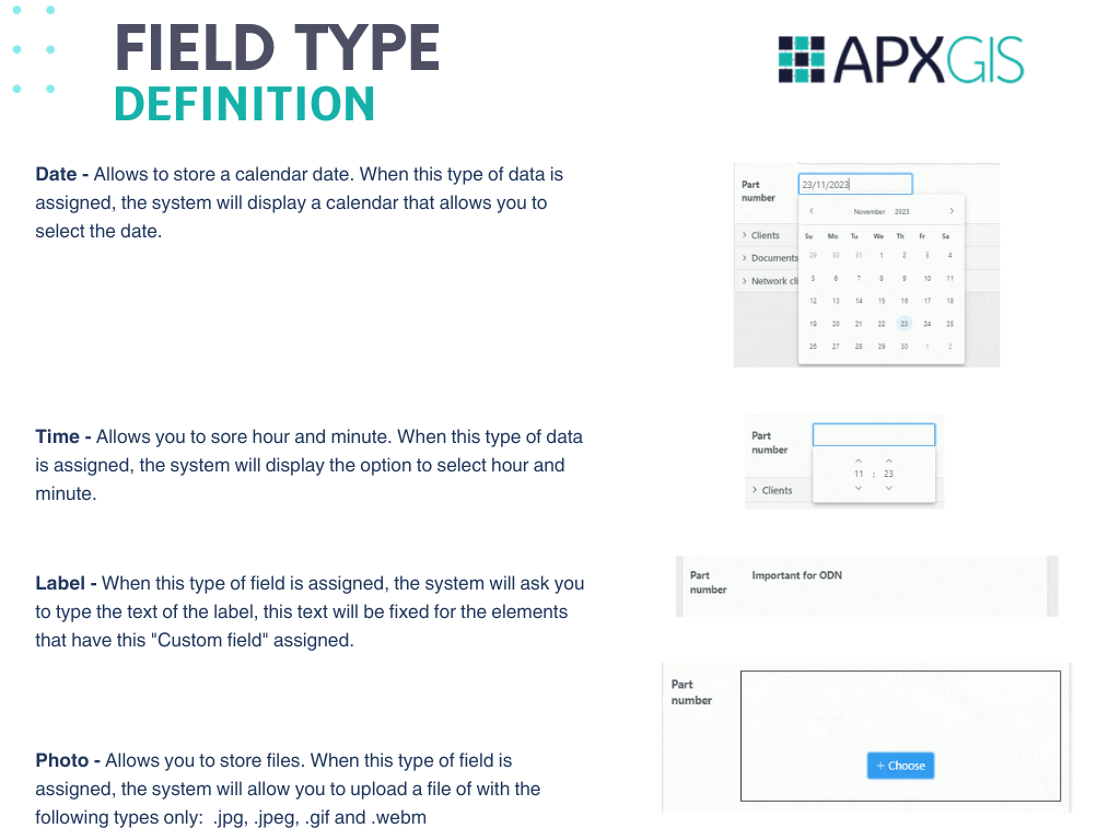 FIELD TYPE
DEFINITION
APXGIS
Date - Allows to store a calendar date. When this type of data is
assigned, the system will display a calendar that allows you to
select the date.
Part
number
23/11/2023
November 2023
Su Mo Tu We Th Fr Sa
29 30 31 1 2 3 4
5 6 7 8 9 10 11
12 13 14 15 16 17 18
19 20 21 22 23 24 25
26 27 28 29 30 1 2
Clients
Documents
Network cli
Time - Allows you to sore hour and minute. When this type of data
is assigned, the system will display the option to select hour and
minute.
Part
number
11 : 23
Clients
Label - When this type of field is assigned, the system will ask you
to type the text of the label, this text will be fixed for the elements
that have this "Custom field" assigned.
Part
number
Important for ODN
Photo - Allows you to store files. When this type of field is
assigned, the system will allow you to upload a file of with the
following types only:  .jpg, .jpeg, .gif and .webm
Part
number
+ Choose